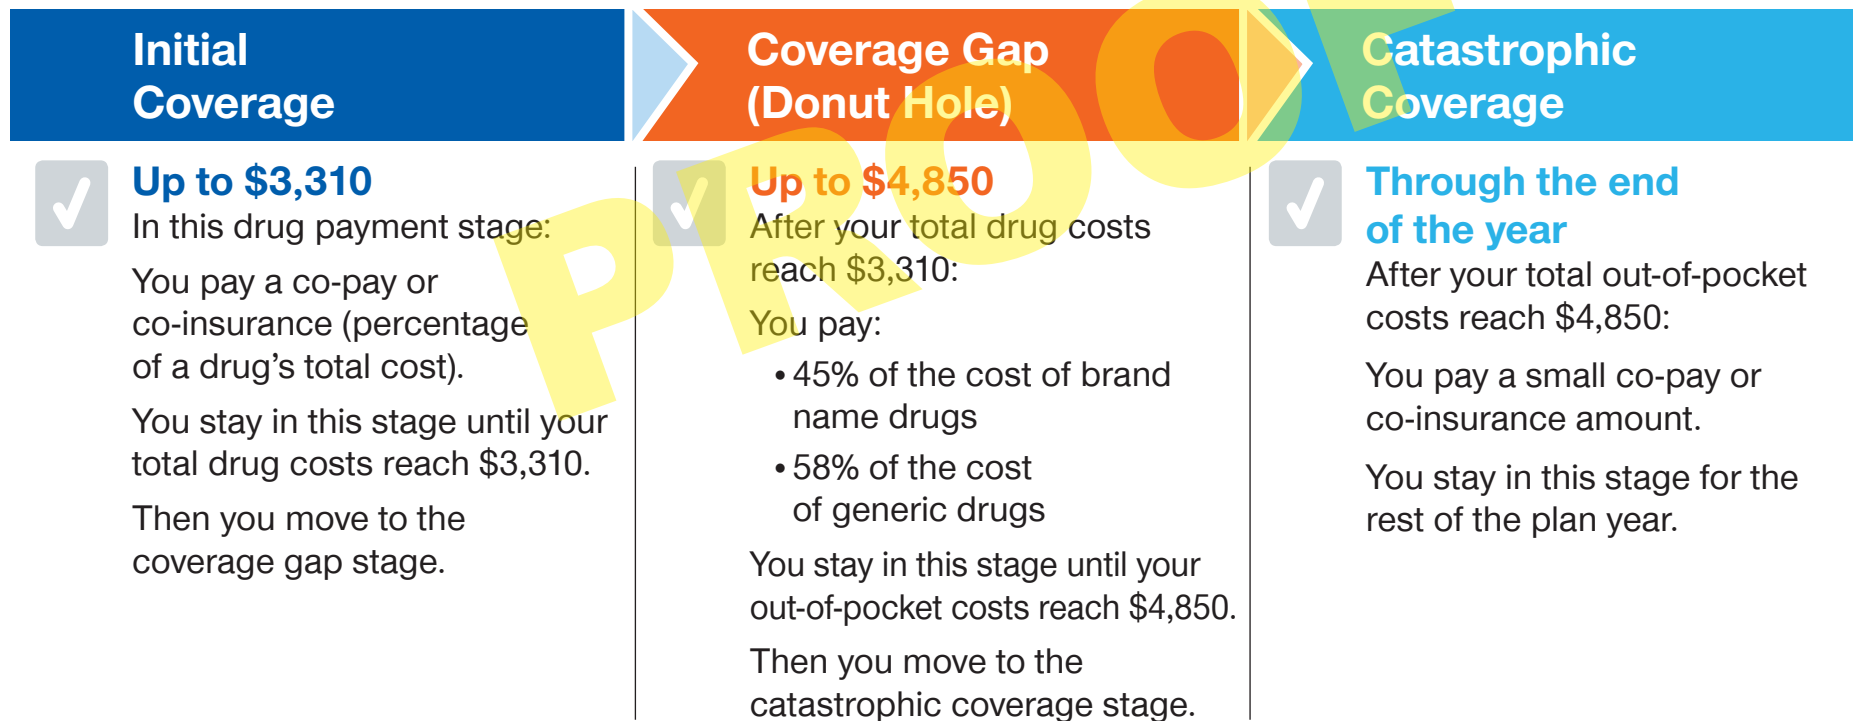 Initial
Coverage
Up to $3,310
In this drug payment stage:
You pay a co-pay or
co-insurance (percentage
of a drug’s total cost).
You stay in this stage until your
total drug costs reach $3,310.
Then you move to the
coverage gap stage.
Coverage Gap
(Donut Hole)
Up to $4,850
After your total drug costs
reach $3,310:
You pay:
• 45% of the cost of brand
name drugs
• 58% of the cost
of generic drugs
You stay in this stage until your
out-of-pocket costs reach $4,850.
Then you move to the
catastrophic coverage stage.
Catastrophic
Coverage
Through the end
of the year
After your total out-of-pocket
costs reach $4,850:
You pay a small co-pay or
co-insurance amount.
You stay in this stage for the
rest of the plan year.
PROOF